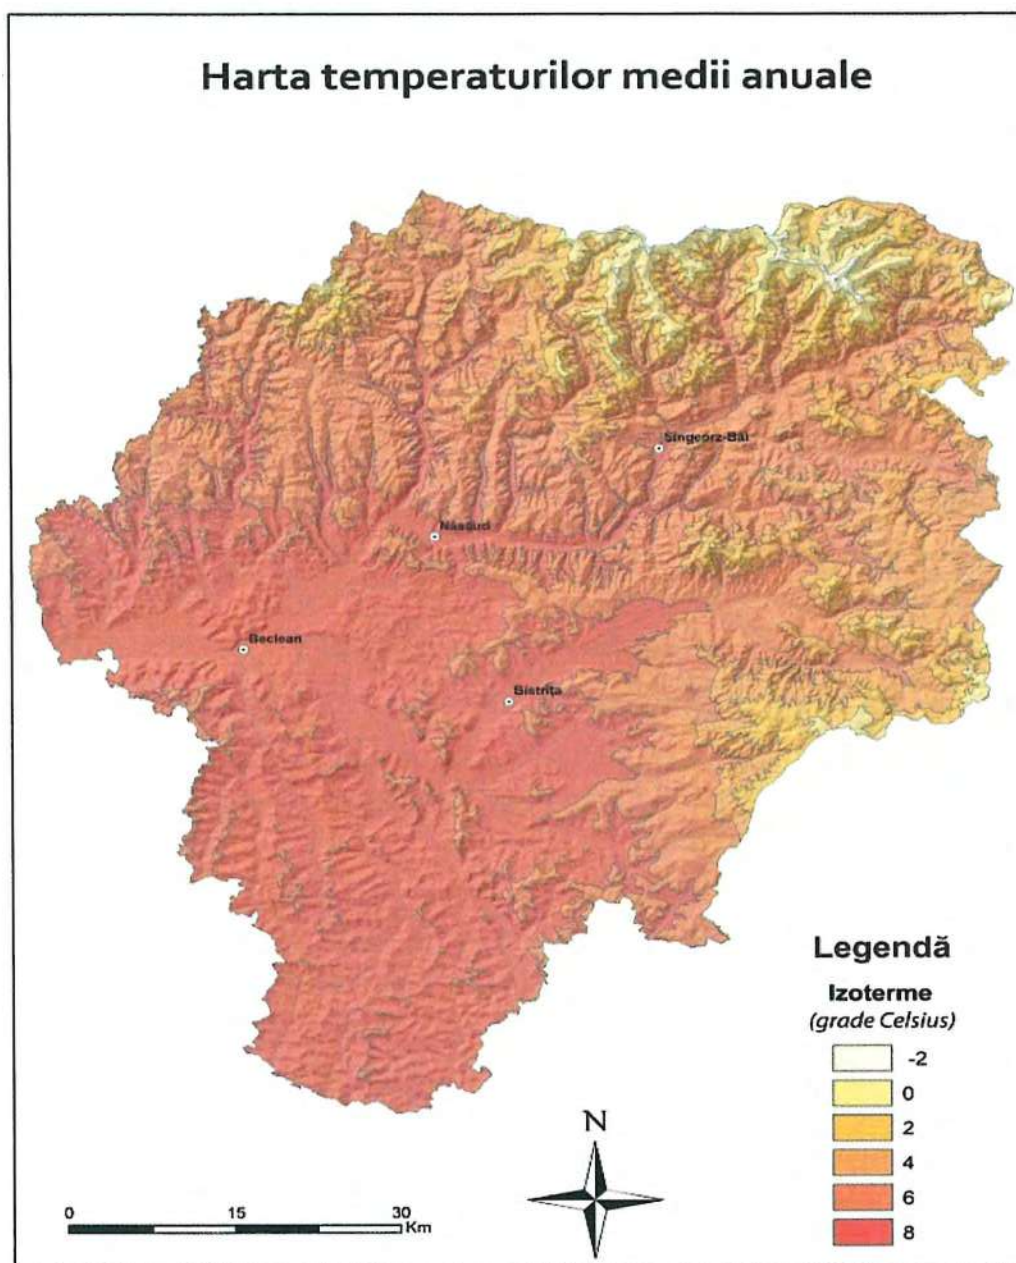 Harta temperaturilor medii anuale
Sîngeorz-Băi
Năsăud
Beclean
Bistrița
Legendă
Izoterme
(grade Celsius)
-2
0
2
4
6
8
N
0 15 30
Km